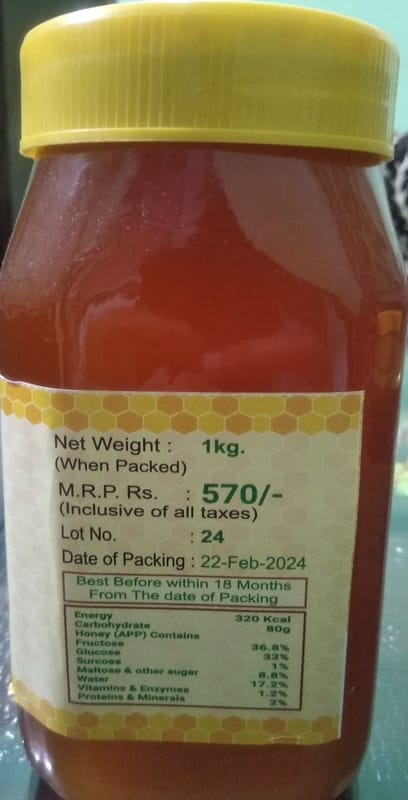 Net Weight : 1kg.
(When Packed)
M.R.P. Rs. : 570/-
(Inclusive of all taxes)
Lot No. : 24
Date of Packing : 22-Feb-2024
Best Before within 18 Months
From The date of Packing
Energy 320 Kcal
Carbohydrate 80g
Honey (APP) Contains
Fructose 36.8%
Glucose 33%
Surcose 1%
Maltose & other sugar 8.8%
Water 17.2%
Vitamins & Enzymes 1.2%
Proteins & Minerals 2%